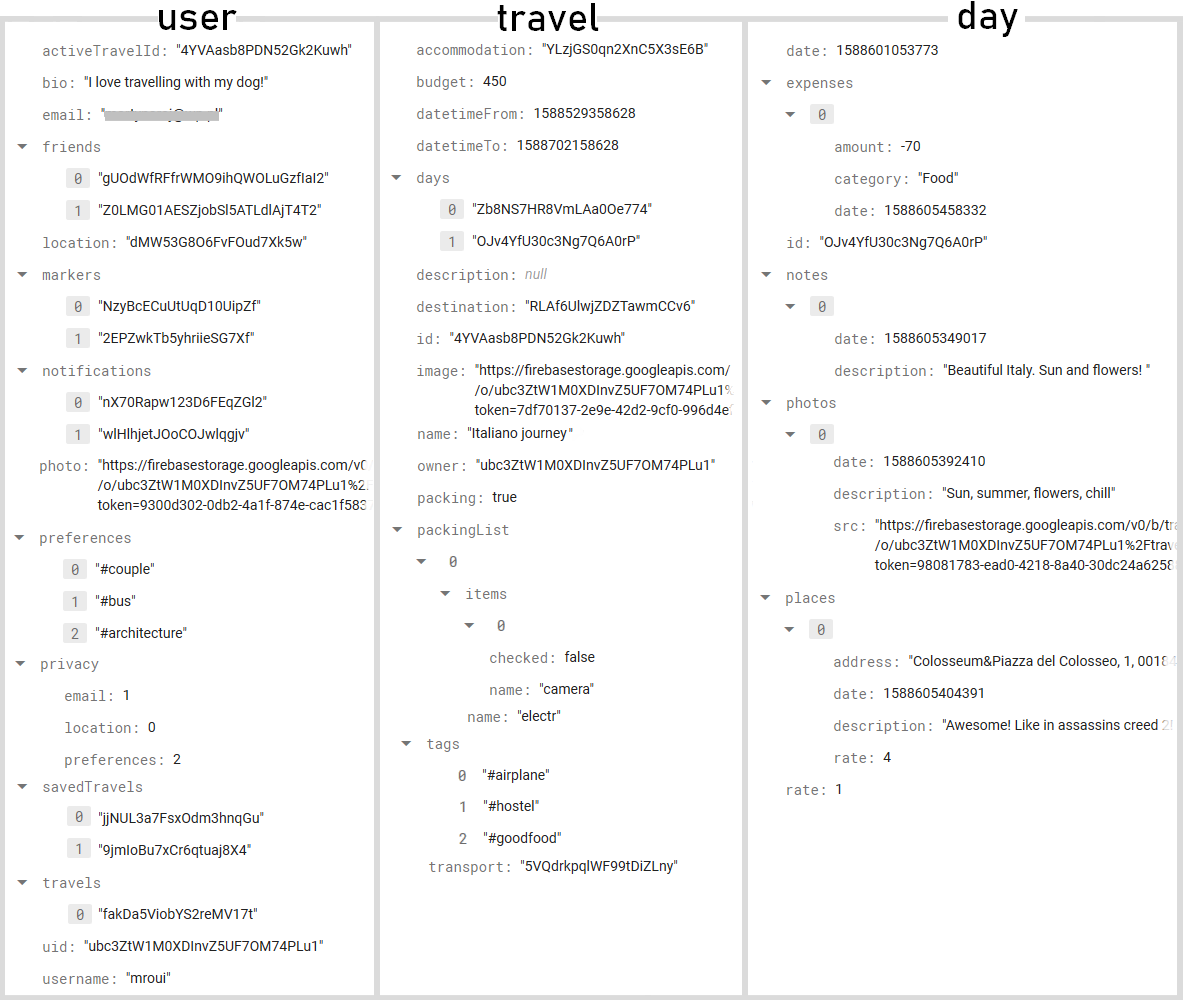 user
activeTravelId: "4YVAasb8PDN52Gk2Kuwh"
bio: "I love travelling with my dog!"
email:
friends
0 "gUOdWfRFfrWMO9ihQWOLuGzfIaI2"
1 "Z0LMG01AESZjobSl5ATLdlAjT4T2"
location: "dMW53G8O6FvFOud7Xk5w"
markers
0 "NzyBcECuUtUqD10UipZf"
1 "2EPZwkTb5yhriieSG7Xf"
notifications
0 "nX70Rapw123D6FEqZGl2"
1 "wlHlhjetJOoCOJwlqgjv"
photo: "https://firebasestorage.googleapis.com/v0
/o/ubc3ZtW1M0XDInvZ5UF7OM74PLu1%2
token=9300d302-0db2-4a1f-874e-cac1f583
preferences
0 "#couple"
1 "#bus"
2 "#architecture"
privacy
email: 1
location: 0
preferences: 2
savedTravels
0 "jjNUL3a7FsxOdm3hnqGu"
1 "9jmIoBu7xCr6qtuaj8X4"
travels
0 "fakDa5ViobYS2reMV17t"
uid: "ubc3ZtW1M0XDInvZ5UF7OM74PLu1"
username: "mroui"
travel
accommodation: "YLzjGS0qn2XnC5X3sE6B"
budget: 450
datetimeFrom: 1588529358628
datetimeTo: 1588702158628
days
0 "Zb8NS7HR8VmLAa0Oe774"
1 "OJv4YfU30c3Ng7Q6A0rP"
description: null
destination: "RLAf6UlwjZDZTawmCCv6"
id: "4YVAasb8PDN52Gk2Kuwh"
image: "https://firebasestorage.googleapis.com/
/o/ubc3ZtW1M0XDInvZ5UF7OM74PLu1%
token=7df70137-2e9e-42d2-9cf0-996d4e
name: "Italiano journey"
owner: "ubc3ZtW1M0XDInvZ5UF7OM74PLu1"
packing: true
packingList
0
items
0
checked: false
name: "camera"
name: "electr"
tags
0 "#airplane"
1 "#hostel"
2 "#goodfood"
transport: "5VQdrkpqlWF99tDiZLny"
day
date: 1588601053773
expenses
0
amount: -70
category: "Food"
date: 1588605458332
id: "OJv4YfU30c3Ng7Q6A0rP"
notes
0
date: 1588605349017
description: "Beautiful Italy. Sun and flowers! "
photos
0
date: 1588605392410
description: "Sun, summer, flowers, chill"
src: "https://firebasestorage.googleapis.com/v0/b/tra
/o/ubc3ZtW1M0XDInvZ5UF7OM74PLu1%2Ftrave
token=98081783-ead0-4218-8a40-30dc24a6258
places
0
address: "Colosseum&Piazza del Colosseo, 1, 00184
date: 1588605404391
description: "Awesome! Like in assassins creed 2!
rate: 4
rate: 1